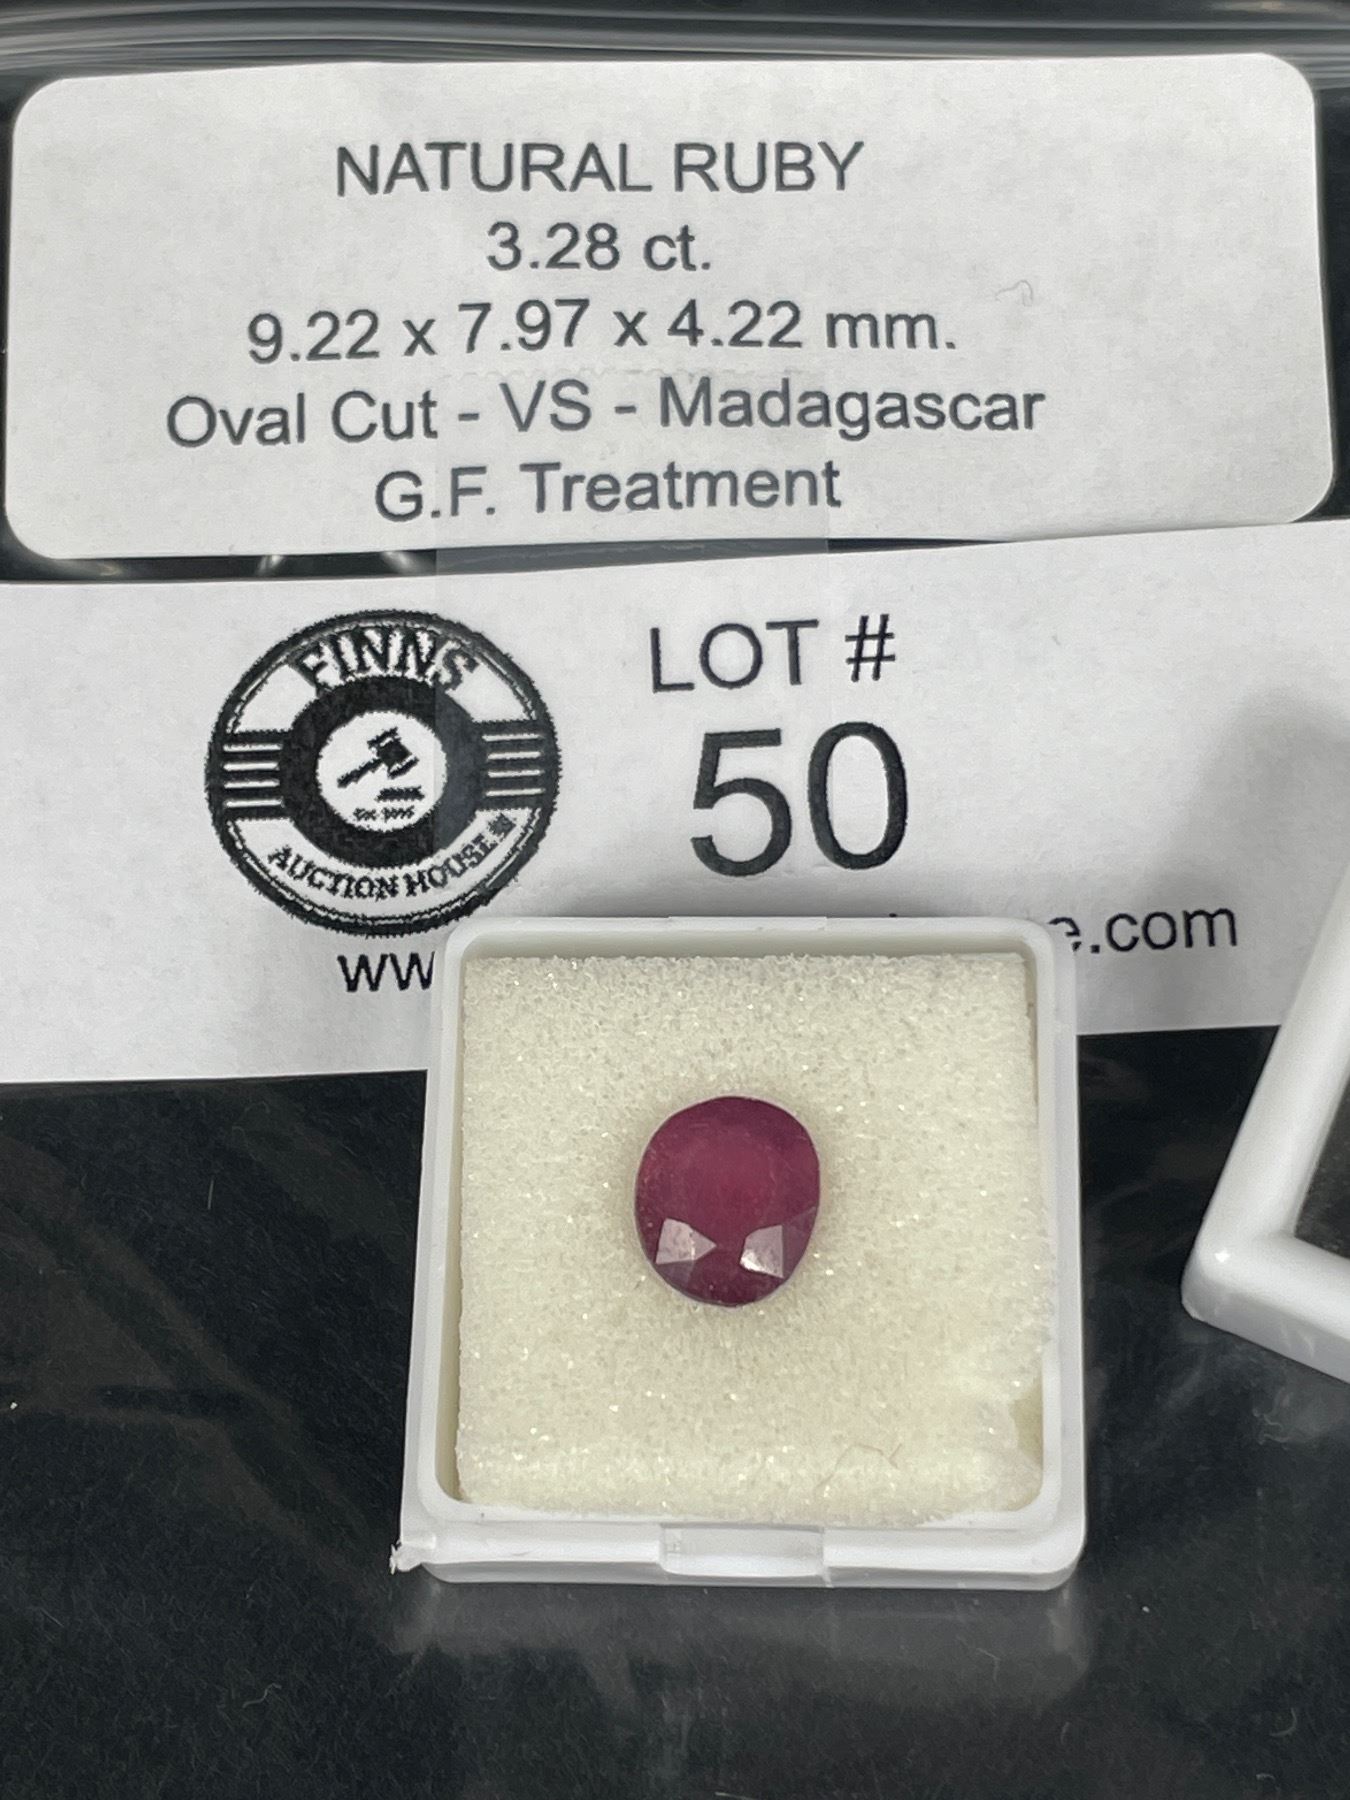 NATURAL RUBY
3.28 ct.
9.22 x 7.97 x 4.22 mm.
Oval Cut - VS - Madagascar
G.F. Treatment
FINNS
AUCTION HOUSE
LOT #
50
ww
e.com